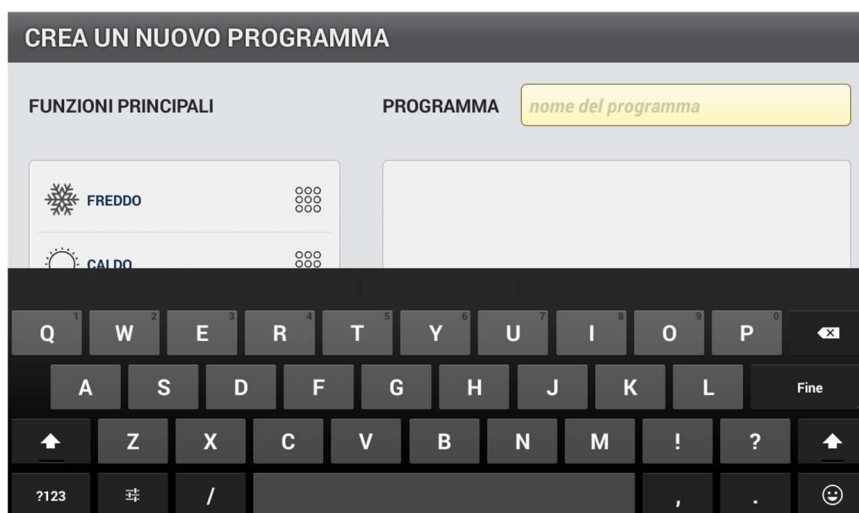 CREA UN NUOVO PROGRAMMA
FUNZIONI PRINCIPALI
PROGRAMMA
nome del programma
FREDDO
CALDO
1 2 3 4 5 6 7 8 9 0
Q W E R T Y U I O P
A S D F G H J K L Fine
Z X C V B N M ! ?
?123 / , .